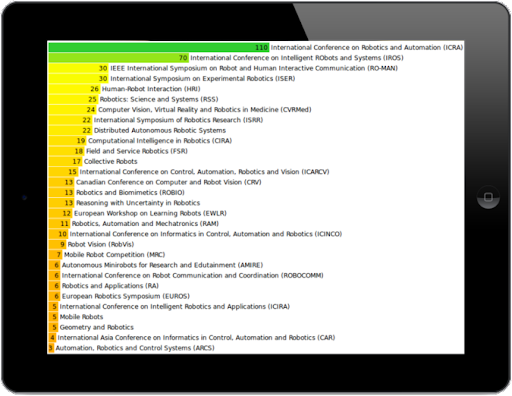 110 International Conference on Robotics and Automation (ICRA)
70 International Conference on Intelligent RObots and Systems (IROS)
30 IEEE International Symposium on Robot and Human Interactive Communication (RO-MAN)
30 International Symposium on Experimental Robotics (ISER)
26 Human-Robot Interaction (HRI)
25 Robotics: Science and Systems (RSS)
24 Computer Vision, Virtual Reality and Robotics in Medicine (CVRMed)
22 International Symposium of Robotics Research (ISRR)
22 Distributed Autonomous Robotic Systems
19 Computational Intelligence in Robotics (CIRA)
18 Field and Service Robotics (FSR)
17 Collective Robots
15 International Conference on Control, Automation, Robotics and Vision (ICARCV)
13 Canadian Conference on Computer and Robot Vision (CRV)
13 Robotics and Biomimetics (ROBIO)
13 Reasoning with Uncertainty in Robotics
12 European Workshop on Learning Robots (EWLR)
11 Robotics, Automation and Mechatronics (RAM)
10 International Conference on Informatics in Control, Automation and Robotics (ICINCO)
9 Robot Vision (RobVis)
7 Mobile Robot Competition (MRC)
6 Autonomous Minirobots for Research and Edutainment (AMIRE)
6 International Conference on Robot Communication and Coordination (ROBOCOMM)
6 Robotics and Applications (RA)
6 European Robotics Symposium (EUROS)
5 International Conference on Intelligent Robotics and Applications (ICIRA)
5 Mobile Robots
5 Geometry and Robotics
4 International Asia Conference on Informatics in Control, Automation and Robotics (CAR)
3 Automation, Robotics and Control Systems (ARCS)